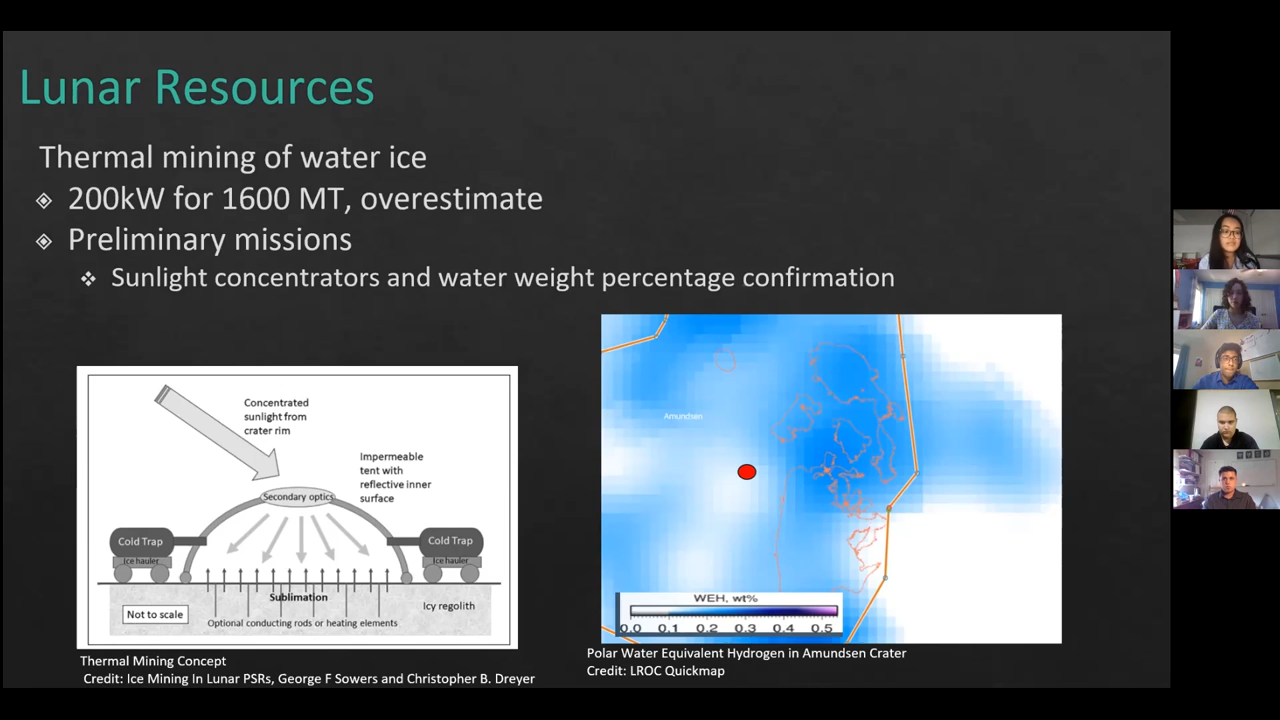 Lunar Resources
Thermal mining of water ice
200kW for 1600 MT, overestimate
Preliminary missions
Sunlight concentrators and water weight percentage confirmation
Concentrated
sunlight from
crater rim
Impermeable
tent with
reflective inner
surface
Secondary optics
Cold Trap
Ice hauler
Cold Trap
Ice hauler
Sublimation
Icy regolith
Not to scale
Optional conducting rods or heating elements
Thermal Mining Concept
Credit: Ice Mining In Lunar PSRs, George F Sowers and Christopher B. Dreyer
Amundsen
WEH, wt%
0.0 0.1 0.2 0.3 0.4 0.5
Polar Water Equivalent Hydrogen in Amundsen Crater
Credit: LROC Quickmap